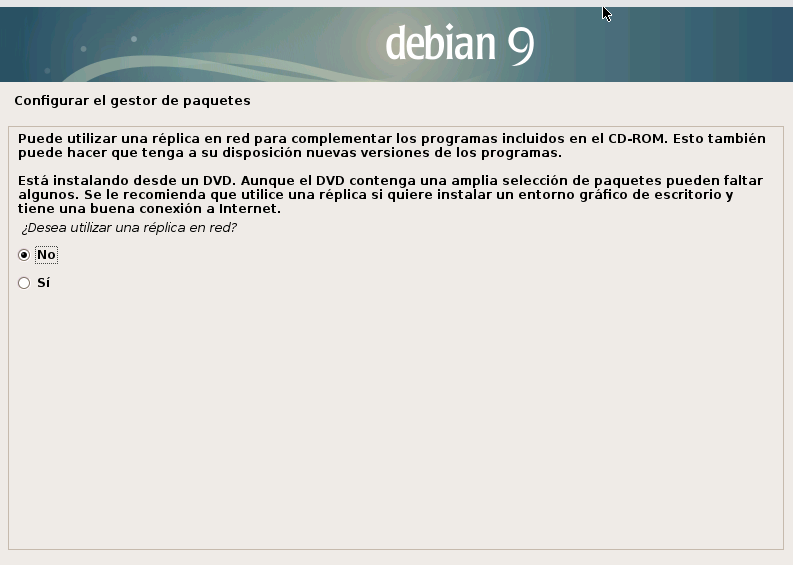 debian 9
Configurar el gestor de paquetes
Puede utilizar una réplica en red para complementar los programas incluidos en el CD-ROM. Esto también
puede hacer que tenga a su disposición nuevas versiones de los programas.
Está instalando desde un DVD. Aunque el DVD contenga una amplia selección de paquetes pueden faltar
algunos. Se le recomienda que utilice una réplica si quiere instalar un entorno gráfico de escritorio y
tiene una buena conexión a Internet.
¿Desea utilizar una réplica en red?
No
Sí